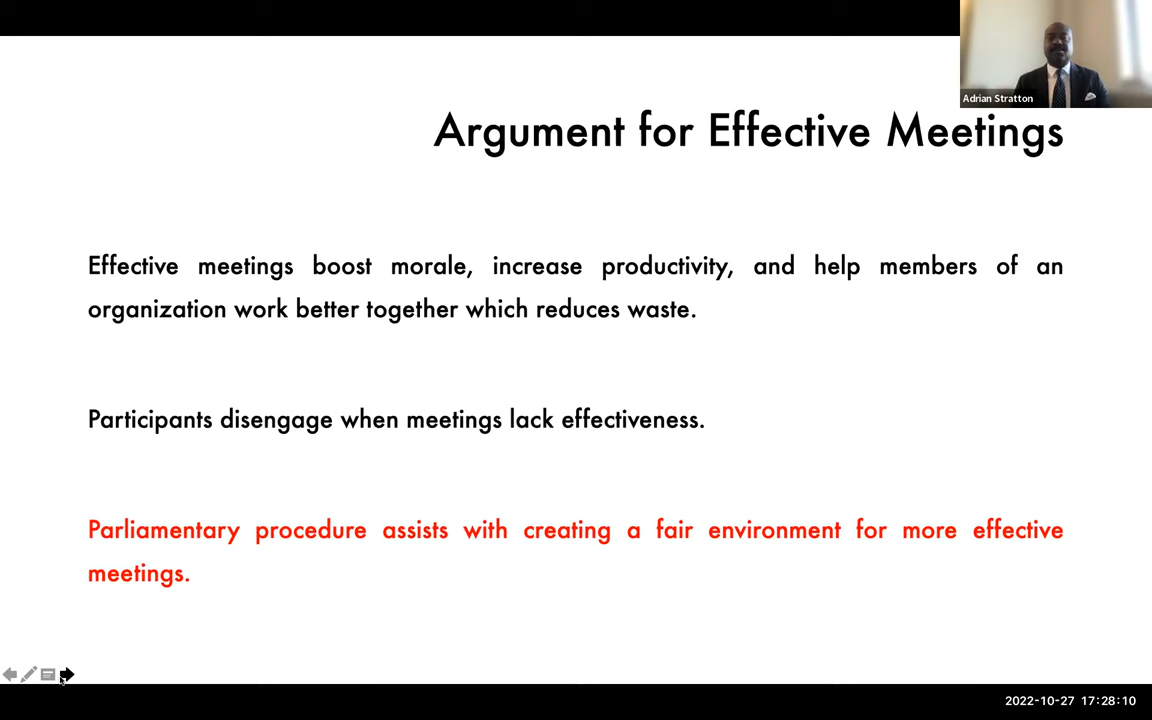 Adrian Stratton
Argument for Effective Meetings
Effective meetings boost morale, increase productivity, and help members of an
organization work better together which reduces waste.
Participants disengage when meetings lack effectiveness.
Parliamentary procedure assists with creating a fair environment for more effective
meetings.
2022-10-27 17:28:10